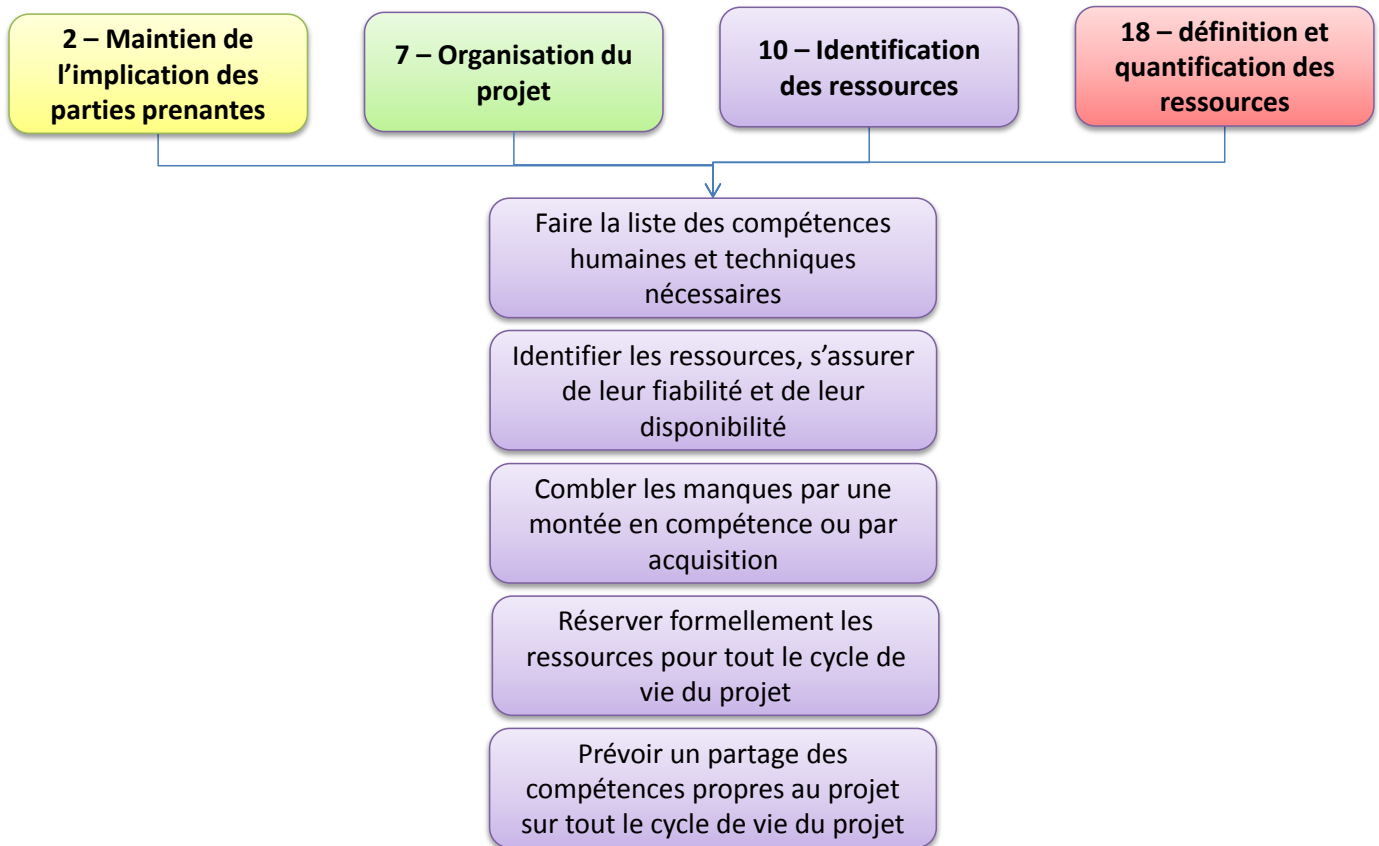 2 – Maintien de
l’implication des
parties prenantes
7 – Organisation du
projet
10 – Identification
des ressources
18 – définition et
quantification des
ressources
Faire la liste des compétences
humaines et techniques
nécessaires
Identifier les ressources, s’assurer
de leur fiabilité et de leur
disponibilité
Combler les manques par une
montée en compétence ou par
acquisition
Réserver formellement les
ressources pour tout le cycle de
vie du projet
Prévoir un partage des
compétences propres au projet
sur tout le cycle de vie du projet